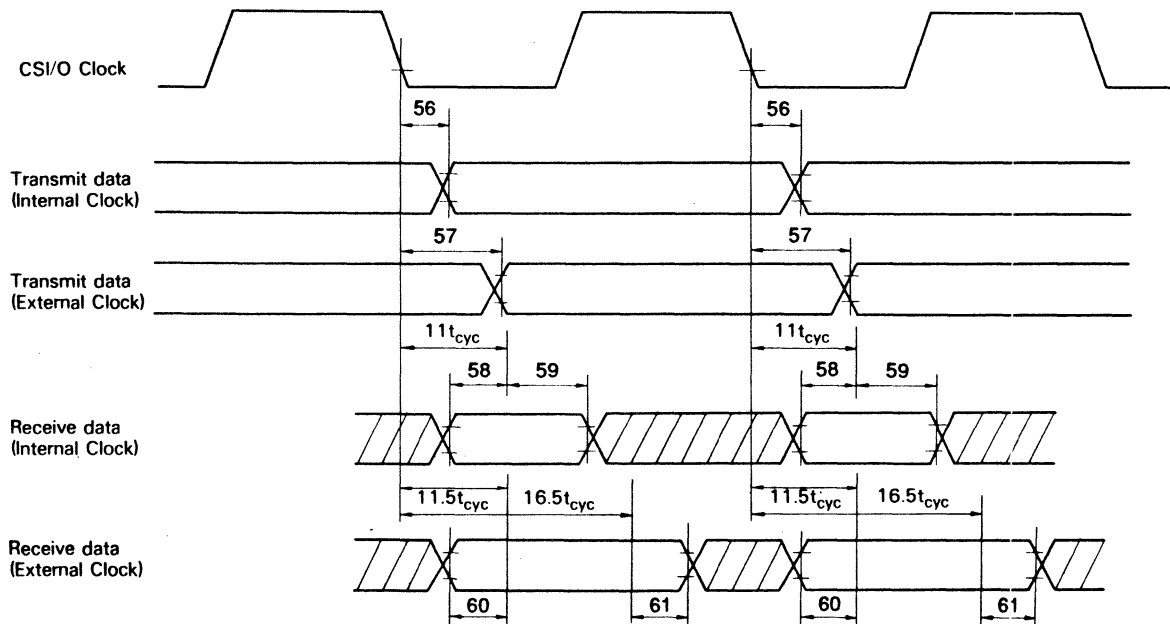 CSI/O Clock
56 56
Transmit data
(Internal Clock)
57 57
Transmit data
(External Clock)
11tcyc 11tcyc
58 59 58 59
Receive data
(Internal Clock)
11.5tcyc 16.5tcyc 11.5tcyc 16.5tcyc
Receive data
(External Clock)
60 61 60 61